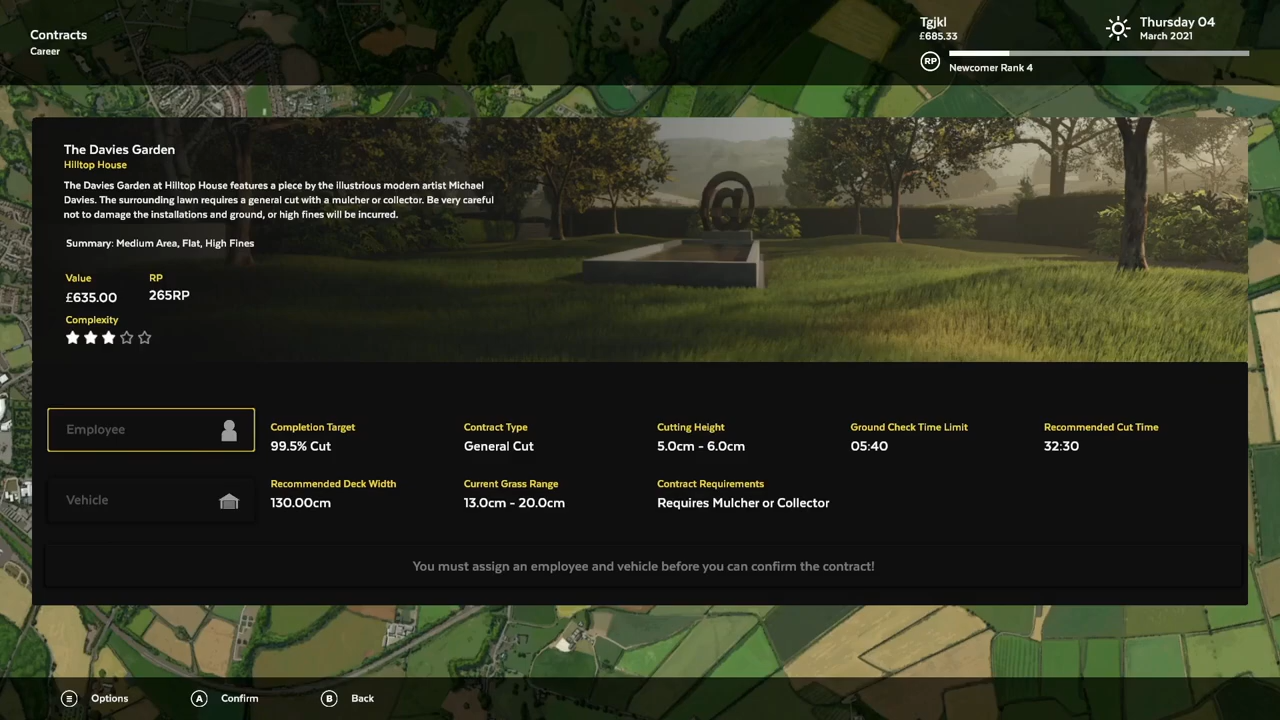 Contracts
Career
Tgjkl
£685.33
Thursday 04
March 2021
RP
Newcomer Rank 4
The Davies Garden
Hilltop House
The Davies Garden at Hilltop House features a piece by the illustrious modern artist Michael
Davies. The surrounding lawn requires a general cut with a mulcher or collector. Be very careful
not to damage the installations and ground, or high fines will be incurred.
Summary: Medium Area, Flat, High Fines
Value RP
£635.00 265RP
Complexity
@
Employee
Completion Target Contract Type Cutting Height Ground Check Time Limit Recommended Cut Time
99.5% Cut General Cut 5.0cm - 6.0cm 05:40 32:30
Vehicle
Recommended Deck Width Current Grass Range Contract Requirements
130.00cm 13.0cm - 20.0cm Requires Mulcher or Collector
You must assign an employee and vehicle before you can confirm the contract!
Options A Confirm B Back